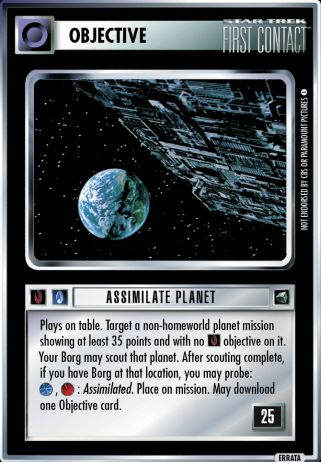 OBJECTIVE
STAR TREK
FIRST CONTACT
NOT ENDORSED BY CBS OR PARAMOUNT PICTURES
ASSIMILATE PLANET
Plays on table. Target a non-homeworld planet mission
showing at least 35 points and with no objective on it.
Your Borg may scout that planet. After scouting complete,
if you have Borg at that location, you may probe:
, : Assimilated. Place on mission. May download
one Objective card.
25
ERRATA